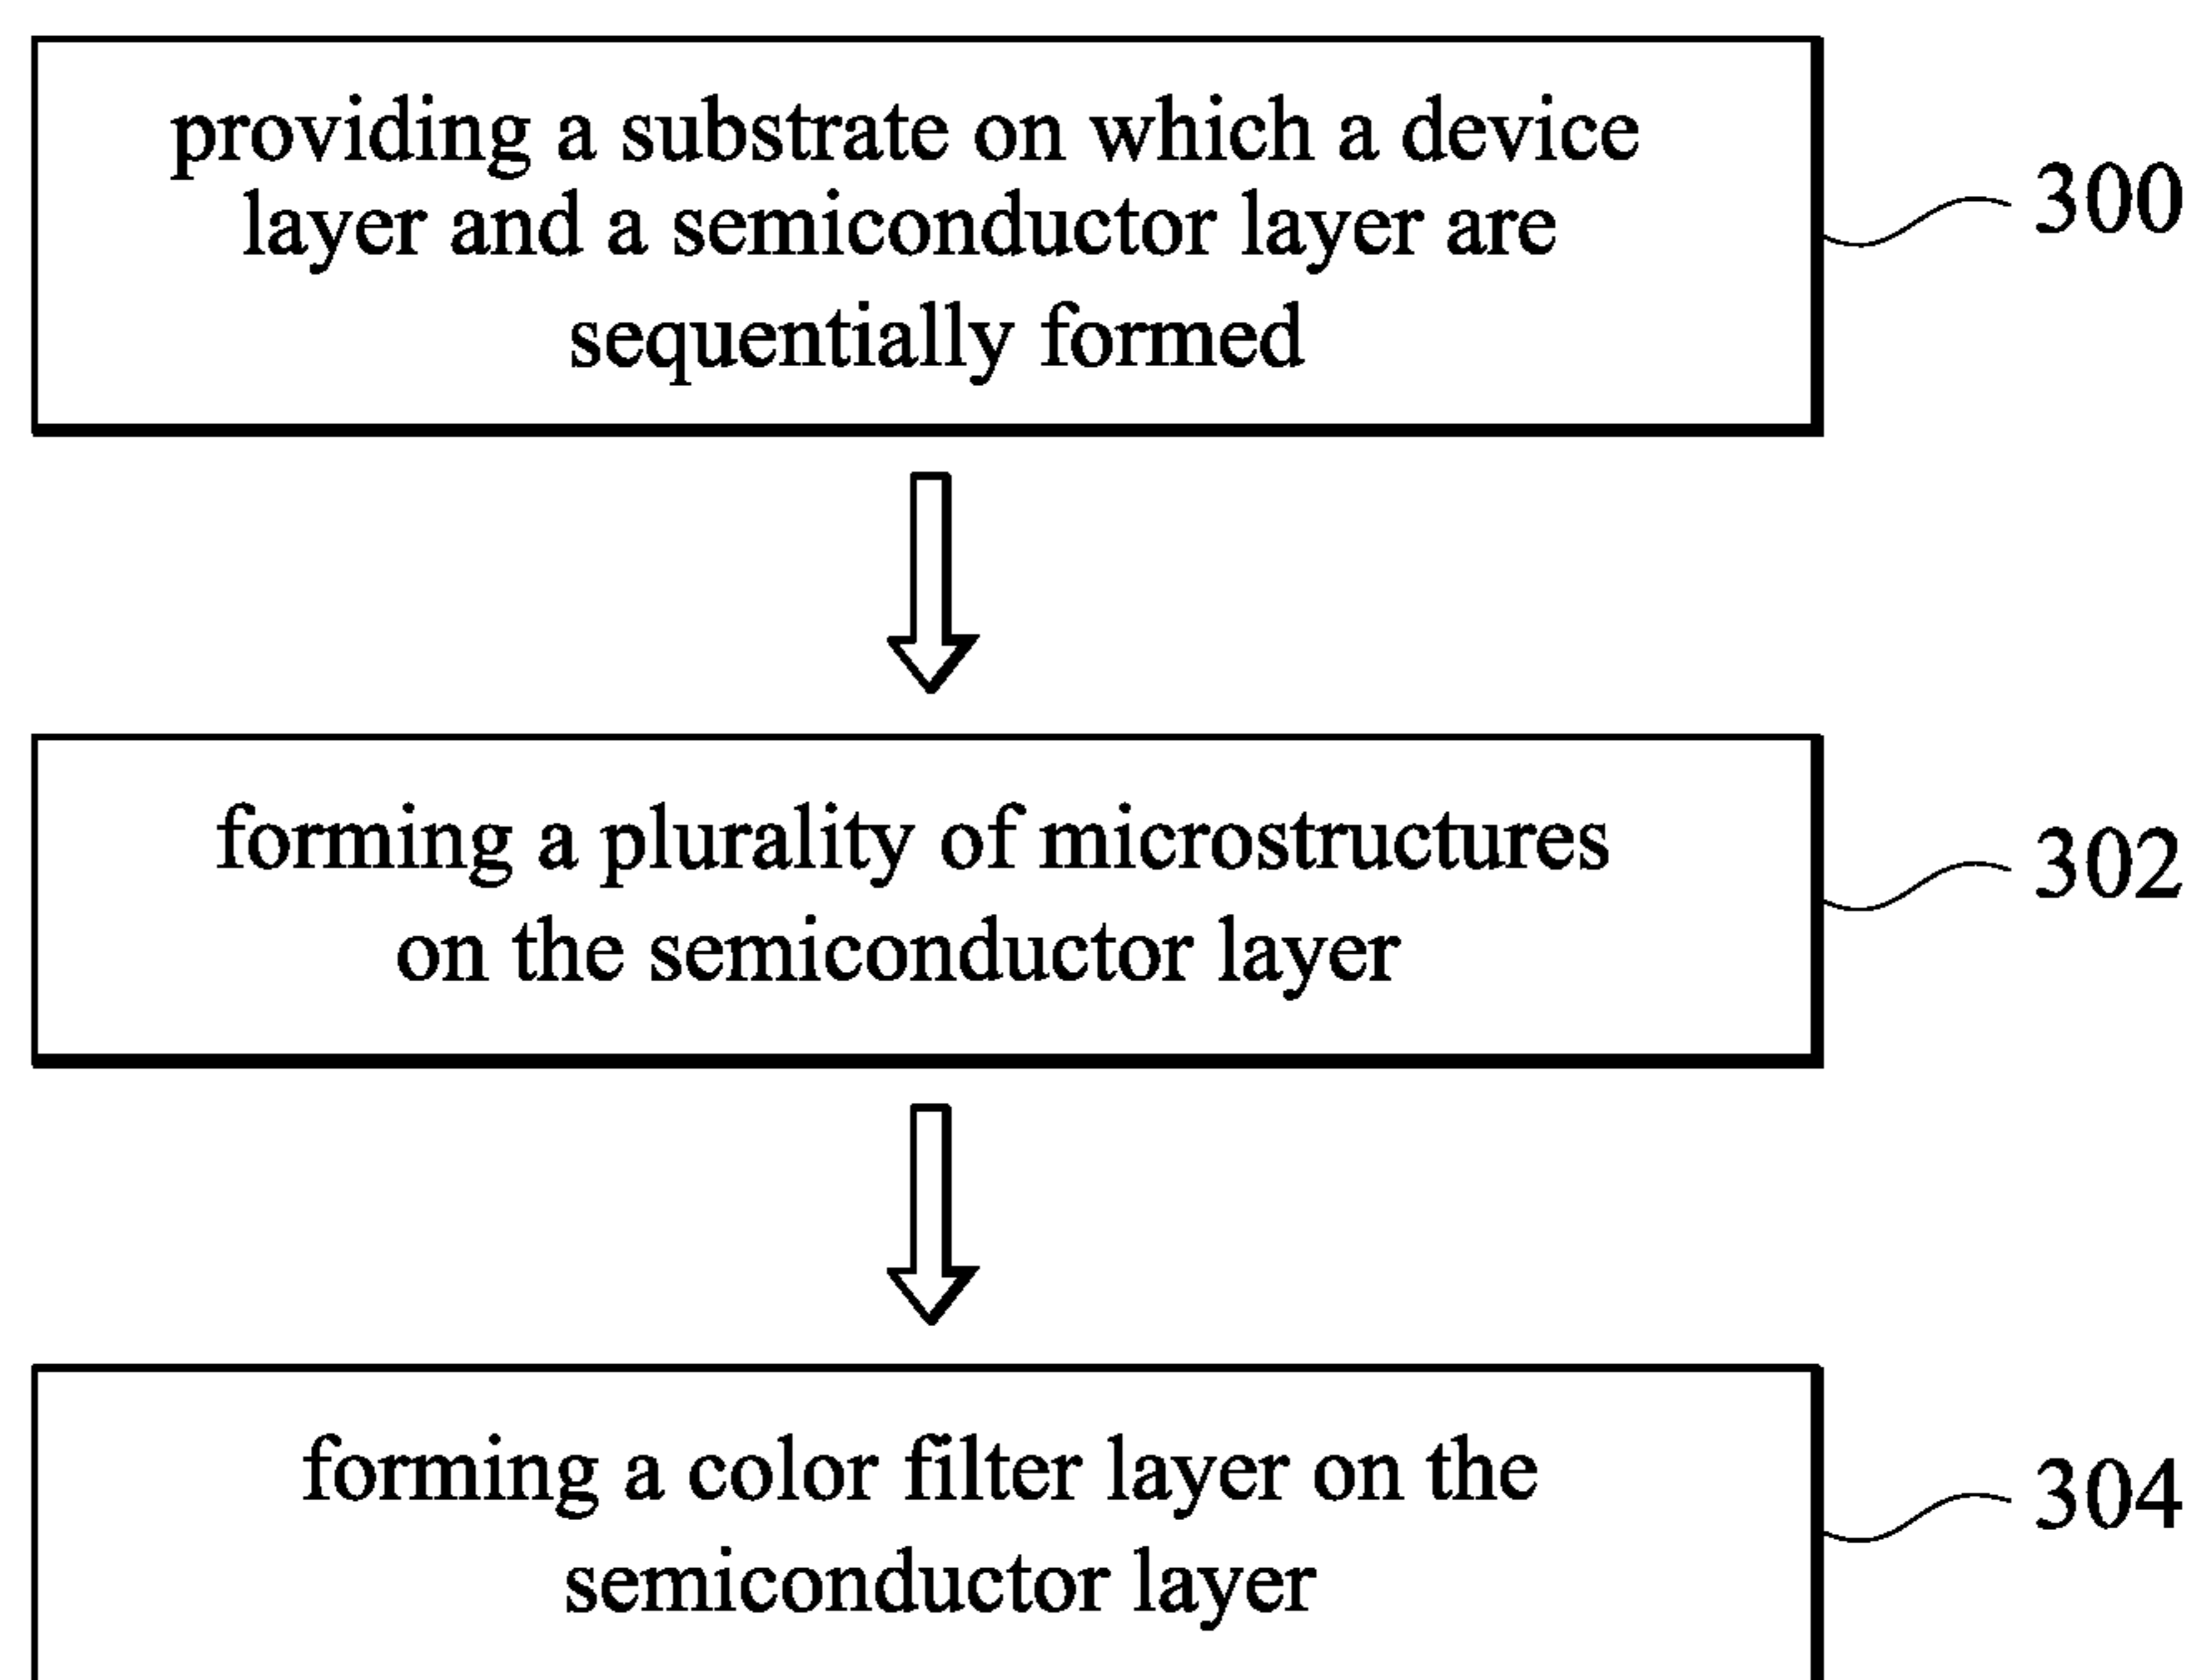 providing a substrate on which a device
layer and a semiconductor layer are
sequentially formed
300
forming a plurality of microstructures
on the semiconductor layer
302
forming a color filter layer on the
semiconductor layer
304